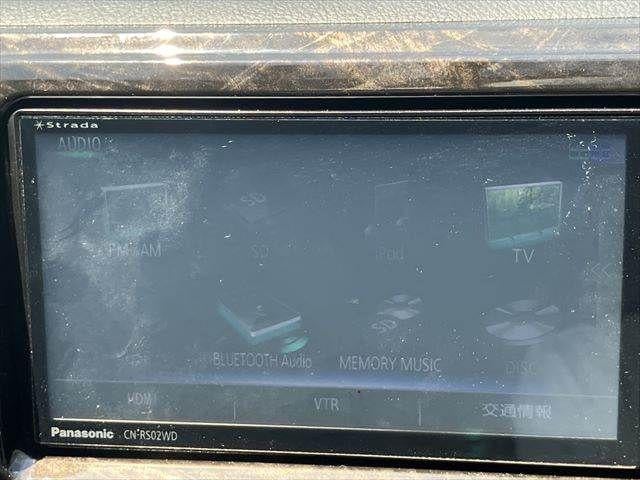 Strada
AUDIO
FM/AM SD iPod TV
BLUETOOTH Audio MEMORY MUSIC DISC
HDMI VTR 交通情報
Panasonic CN-RS02WD